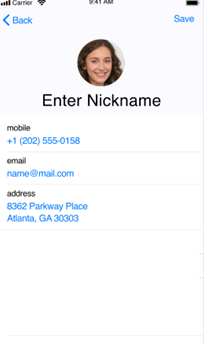 Carrier 9:41 AM
Back Save
Enter Nickname
mobile
+1 (202) 555-0158
email
name@mail.com
address
8362 Parkway Place
Atlanta, GA 30303